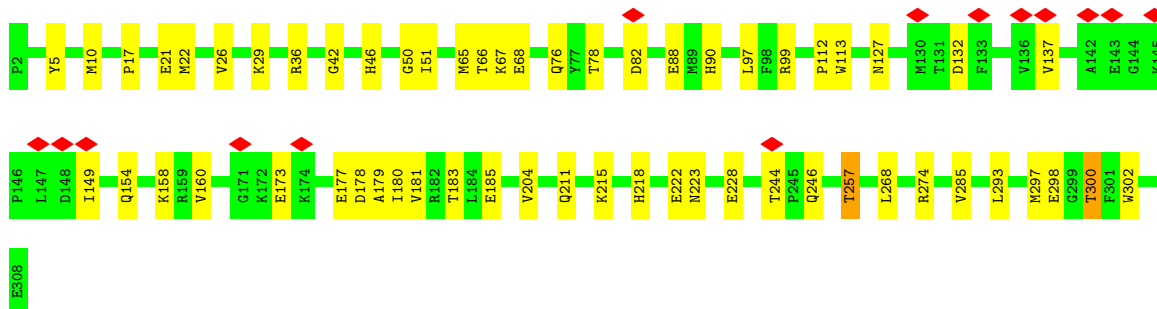 P2 Y5 M10 P17 E21 M22 V26 K29 R36 G42 H46 G50 I51 M65 T66 K67 E68 Q76 Y77 T78 D82 E88 M89 H90 L97 F98 R99 P112 W113 N127 M130 T131 D132 F133 V136 V137 A142 E143 G144 K145
P146 L147 D148 I149 Q154 K158 R159 V160 G171 K172 E173 K174 E177 D178 A179 I180 V181 R182 T183 L184 E185 V204 Q211 K215 H218 E222 N223 E228 T244 P245 Q246 T257 L268 R274 V285 L293 M297 E298 G299 T300 F301 W302
E308